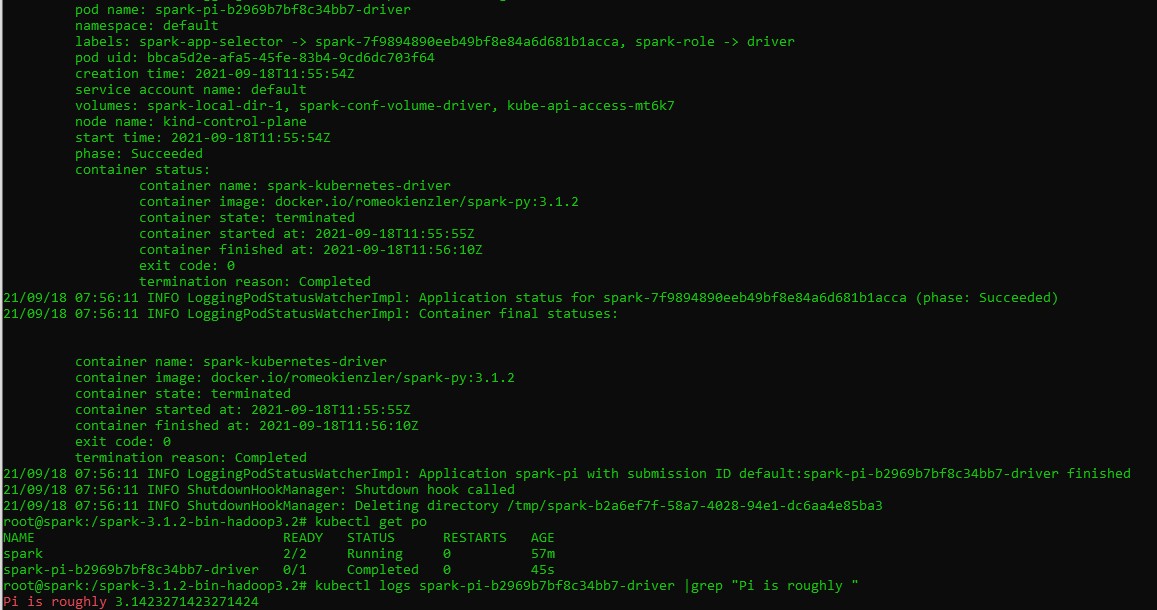 pod name: spark-pi-b2969b7bf8c34bb7-driver
namespace: default
labels: spark-app-selector -> spark-7f9894890eeb49bf8e84a6d681b1acca, spark-role -> driver
pod uid: bbca5d2e-afa5-45fe-83b4-9cd6dc703f64
creation time: 2021-09-18T11:55:54Z
service account name: default
volumes: spark-local-dir-1, spark-conf-volume-driver, kube-api-access-mt6k7
node name: kind-control-plane
start time: 2021-09-18T11:55:54Z
phase: Succeeded
container status:
container name: spark-kubernetes-driver
container image: docker.io/romeokienzler/spark-py:3.1.2
container state: terminated
container started at: 2021-09-18T11:55:55Z
container finished at: 2021-09-18T11:56:10Z
exit code: 0
termination reason: Completed
21/09/18 07:56:11 INFO LoggingPodStatusWatcherImpl: Application status for spark-7f9894890eeb49bf8e84a6d681b1acca (phase: Succeeded)
21/09/18 07:56:11 INFO LoggingPodStatusWatcherImpl: Container final statuses:
container name: spark-kubernetes-driver
container image: docker.io/romeokienzler/spark-py:3.1.2
container state: terminated
container started at: 2021-09-18T11:55:55Z
container finished at: 2021-09-18T11:56:10Z
exit code: 0
termination reason: Completed
21/09/18 07:56:11 INFO LoggingPodStatusWatcherImpl: Application spark-pi with submission ID default:spark-pi-b2969b7bf8c34bb7-driver finished
21/09/18 07:56:11 INFO ShutdownHookManager: Shutdown hook called
21/09/18 07:56:11 INFO ShutdownHookManager: Deleting directory /tmp/spark-b2a6ef7f-58a7-4028-94e1-dc6aa4e85ba3
root@spark:/spark-3.1.2-bin-hadoop3.2# kubectl get po
NAME READY STATUS RESTARTS AGE
spark 2/2 Running 0 57m
spark-pi-b2969b7bf8c34bb7-driver 0/1 Completed 0 45s
root@spark:/spark-3.1.2-bin-hadoop3.2# kubectl logs spark-pi-b2969b7bf8c34bb7-driver |grep "Pi is roughly "
Pi is roughly 3.1423271423271424